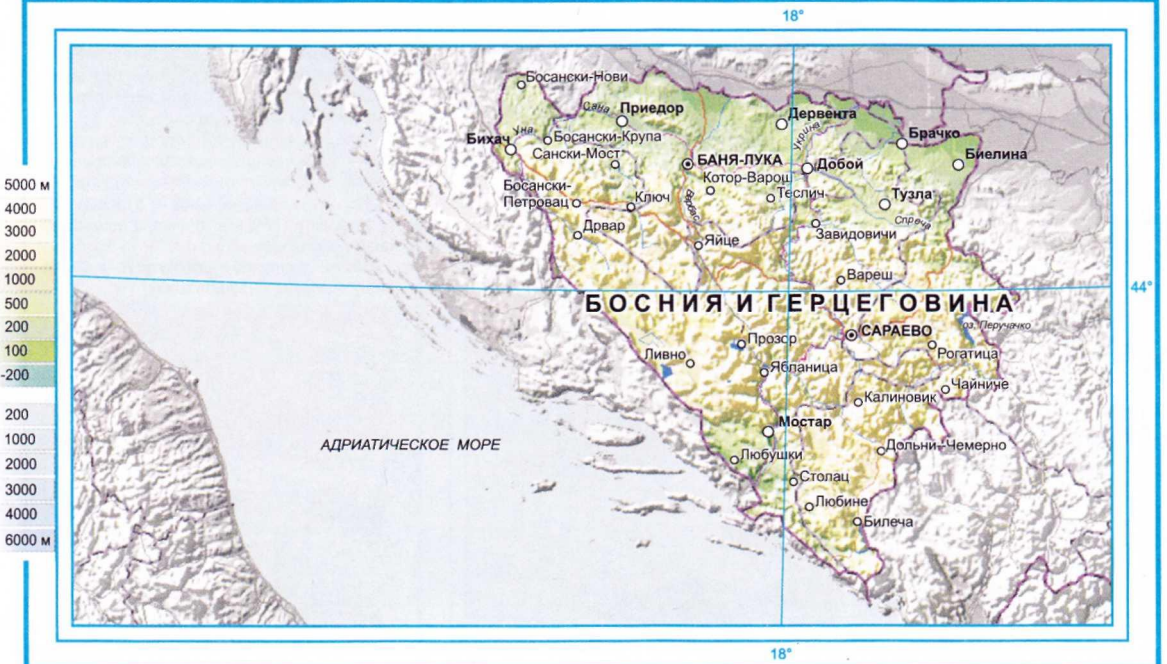 18°
5000 м
4000
3000
2000
1000
500
200
100
-200
200
1000
2000
3000
4000
6000 м
Босански-Нови
Сана
Приедор
Дервента
Укрина
Брачко
Бихач
Уна
Босански-Крупа
Сански-Мост
БАНЯ-ЛУКА
Добой
Биелина
Котор-Варош
Теслич
Босански-
Петровац
Ключ
Врбас
Тузла
Спреча
Дрвар
Яйце
Завидовичи
Вареш
44°
БОСНИЯ И ГЕРЦЕГОВИНА
оз. Перучачко
САРАЕВО
Прозор
Рогатица
Ливно
Ябланица
Чайниче
Калиновик
Мостар
АДРИАТИЧЕСКОЕ МОРЕ
Дольни-Чемерно
Любушки
Столац
Любине
Билеча
18°